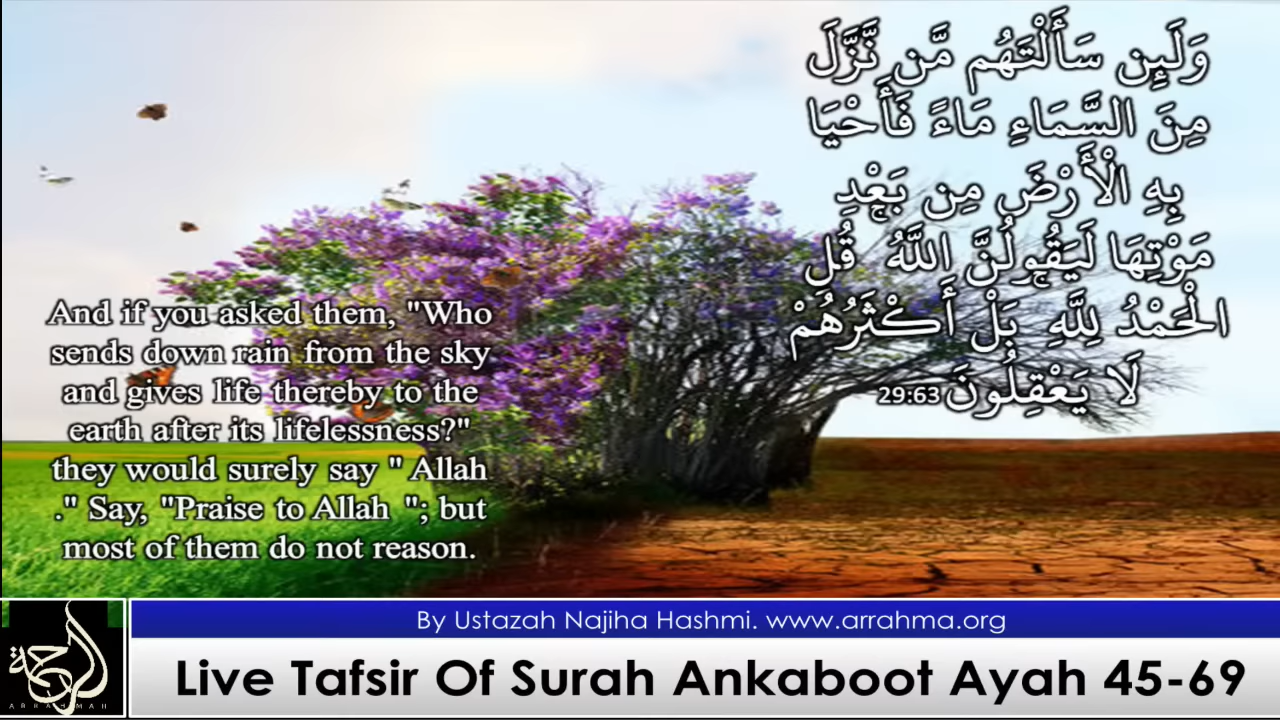 وَلَئِن سَأَلْتَهُم مَّن نَّزَّلَ
مِنَ السَّمَاءِ مَاءً فَأَحْيَا
بِهِ الْأَرْضَ مِن بَعْدِ
مَوْتِهَا لَيَقُولُنَّ اللَّهُ ۚ قُلِ
الْحَمْدُ لِلَّهِ ۚ بَلْ أَكْثَرُهُمْ
لَا يَعْقِلُونَ 29:63
And if you asked them, "Who
sends down rain from the sky
and gives life thereby to the
earth after its lifelessness?"
they would surely say " Allah
." Say, "Praise to Allah "; but
most of them do not reason.
الرحمة
ARRAHMAH
By Ustazah Najiha Hashmi. www.arrahma.org
Live Tafsir Of Surah Ankaboot Ayah 45-69